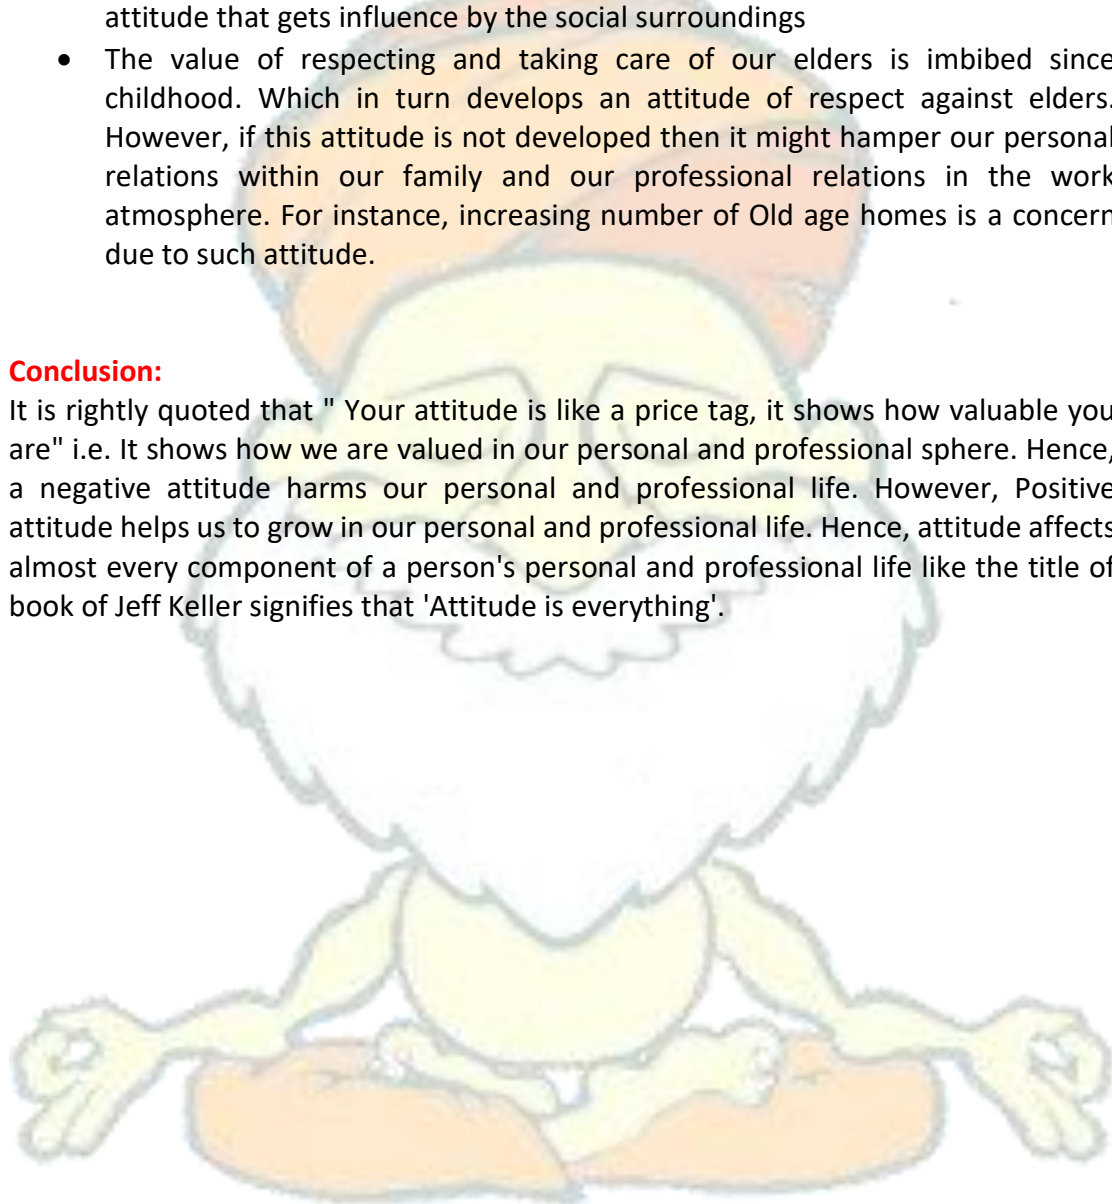 attitude that gets influence by the social surroundings
• The value of respecting and taking care of our elders is imbibed since
childhood. Which in turn develops an attitude of respect against elders.
However, if this attitude is not developed then it might hamper our personal
relations within our family and our professional relations in the work
atmosphere. For instance, increasing number of Old age homes is a concern
due to such attitude.
Conclusion:
It is rightly quoted that " Your attitude is like a price tag, it shows how valuable you
are" i.e. It shows how we are valued in our personal and professional sphere. Hence,
a negative attitude harms our personal and professional life. However, Positive
attitude helps us to grow in our personal and professional life. Hence, attitude affects
almost every component of a person's personal and professional life like the title of
book of Jeff Keller signifies that 'Attitude is everything'.